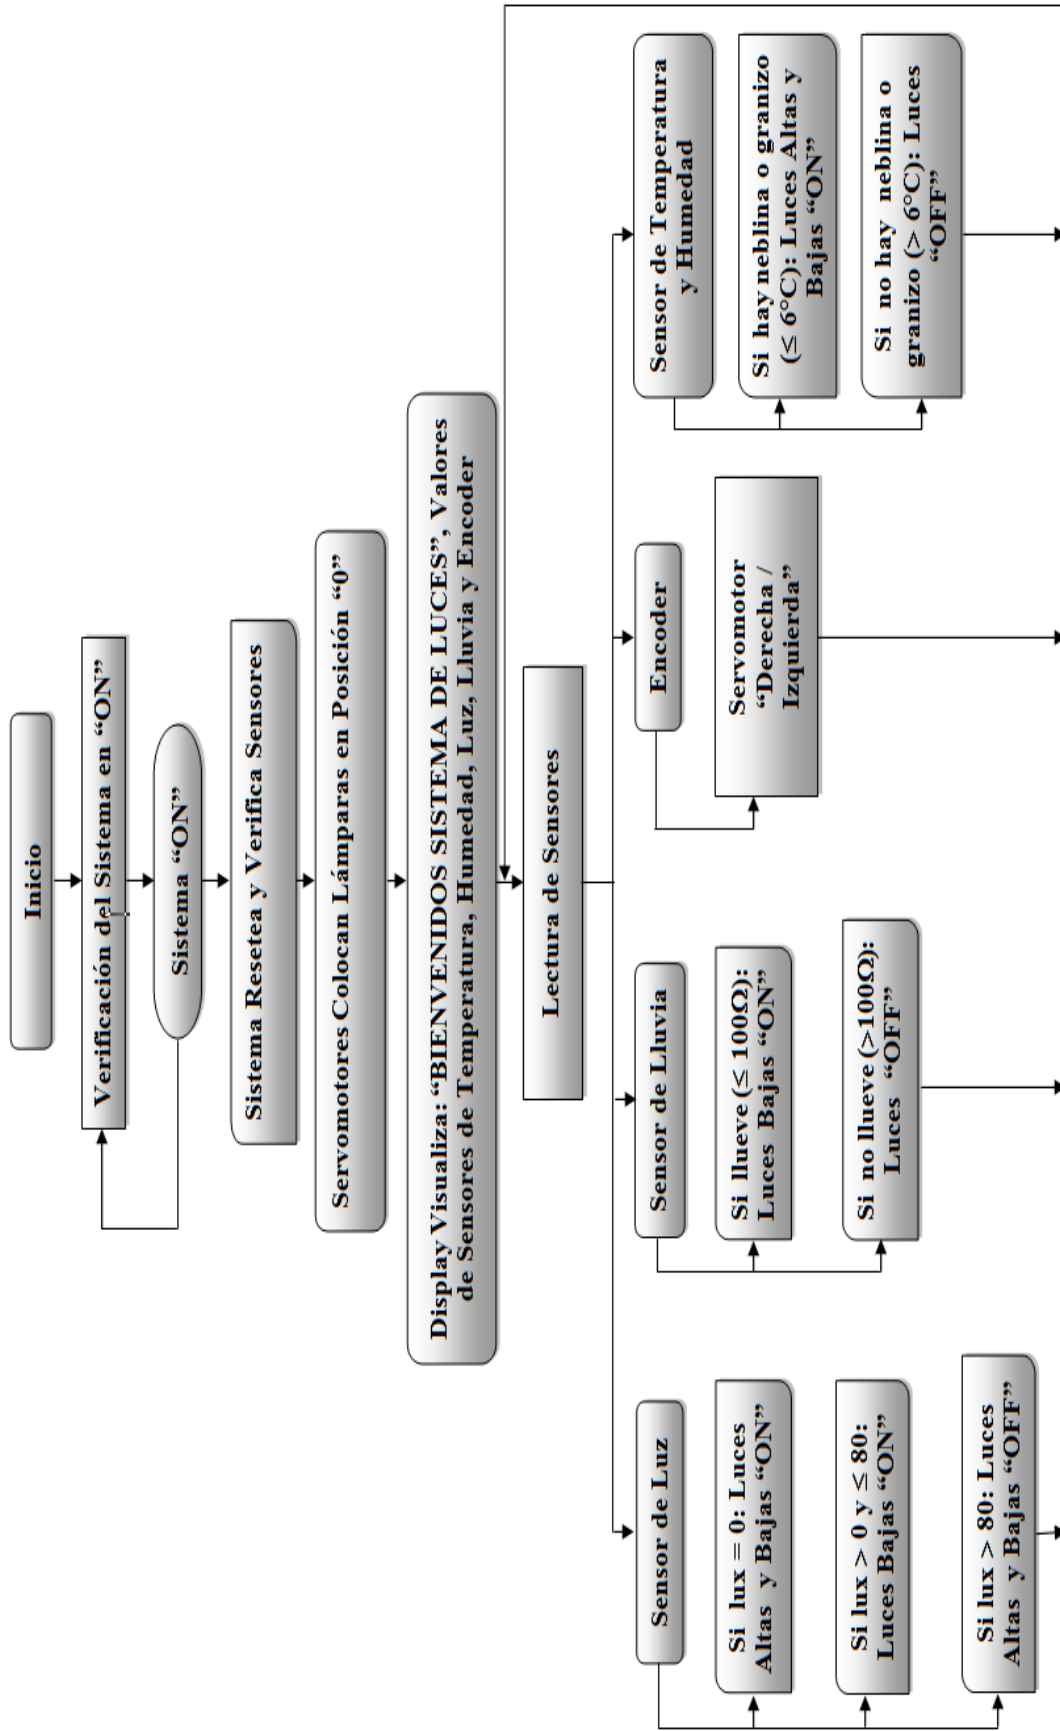 Inicio
Verificación del Sistema en “ON”
Sistema “ON”
Sistema Resetea y Verifica Sensores
Servomotores Colocan Lámparas en Posición “0”
Display Visualiza: “BIENVENIDOS SISTEMA DE LUCES”, Valores
de Sensores de Temperatura, Humedad, Luz, Lluvia y Encoder
Lectura de Sensores
Sensor de Luz
Si lux = 0: Luces
Altas y Bajas “ON”
Si lux > 0 y ≤ 80:
Luces Bajas “ON”
Si lux > 80: Luces
Altas y Bajas “OFF”
Sensor de Lluvia
Si llueve (≤ 100Ω):
Luces Bajas “ON”
Si no llueve (>100Ω):
Luces “OFF”
Encoder
Servomotor
“Derecha /
Izquierda”
Sensor de Temperatura
y Humedad
Si hay neblina o granizo
(≤ 6°C): Luces Altas y
Bajas “ON”
Si no hay neblina o
granizo (> 6°C): Luces
“OFF”